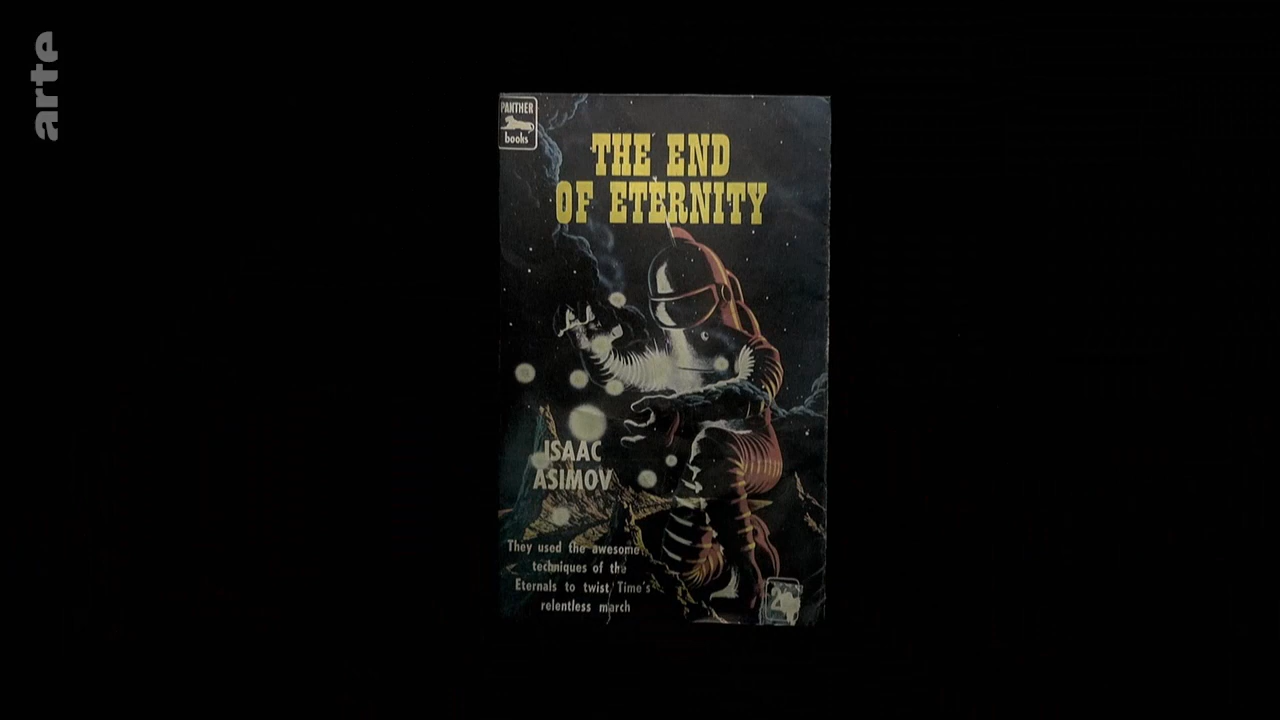 arte
PANTHER
books
THE END
OF ETERNITY
ISAAC
ASIMOV
They used the awesome
techniques of the
Eternals to twist Time's
relentless march